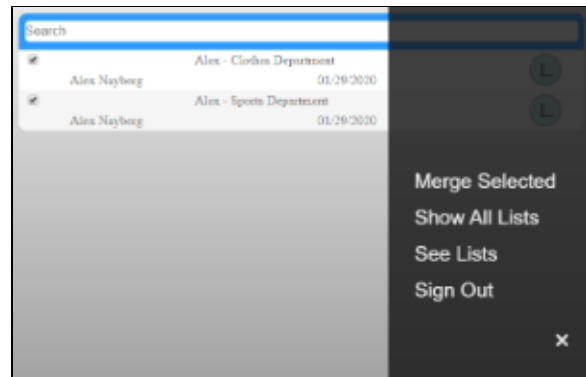 Search
Alex - Clothes Department
Alex Nayberg 01/29/2020
L
Alex - Sports Department
Alex Nayberg 01/29/2020
L
Merge Selected
Show All Lists
See Lists
Sign Out
×